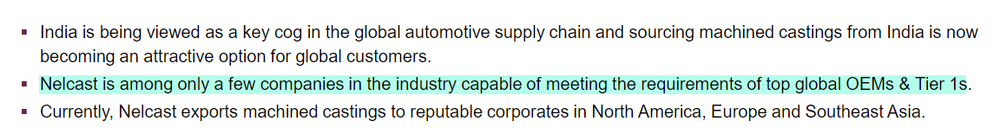 ▪ India is being viewed as a key cog in the global automotive supply chain and sourcing machined castings from India is now
becoming an attractive option for global customers.
▪ Nelcast is among only a few companies in the industry capable of meeting the requirements of top global OEMs & Tier 1s.
▪ Currently, Nelcast exports machined castings to reputable corporates in North America, Europe and Southeast Asia.